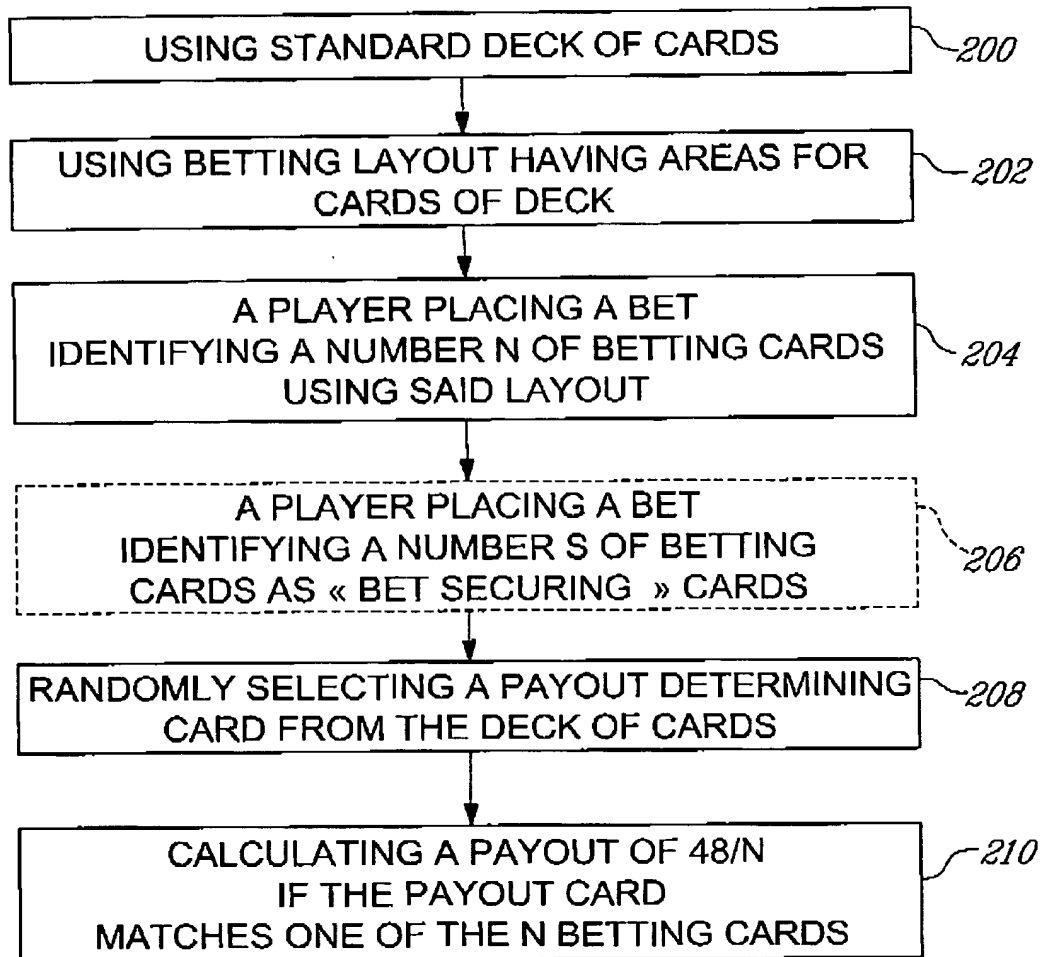 USING STANDARD DECK OF CARDS
200
USING BETTING LAYOUT HAVING AREAS FOR
CARDS OF DECK
202
A PLAYER PLACING A BET
IDENTIFYING A NUMBER N OF BETTING CARDS
USING SAID LAYOUT
204
A PLAYER PLACING A BET
IDENTIFYING A NUMBER S OF BETTING
CARDS AS « BET SECURING » CARDS
206
RANDOMLY SELECTING A PAYOUT DETERMINING
CARD FROM THE DECK OF CARDS
208
CALCULATING A PAYOUT OF 48/N
IF THE PAYOUT CARD
MATCHES ONE OF THE N BETTING CARDS
210